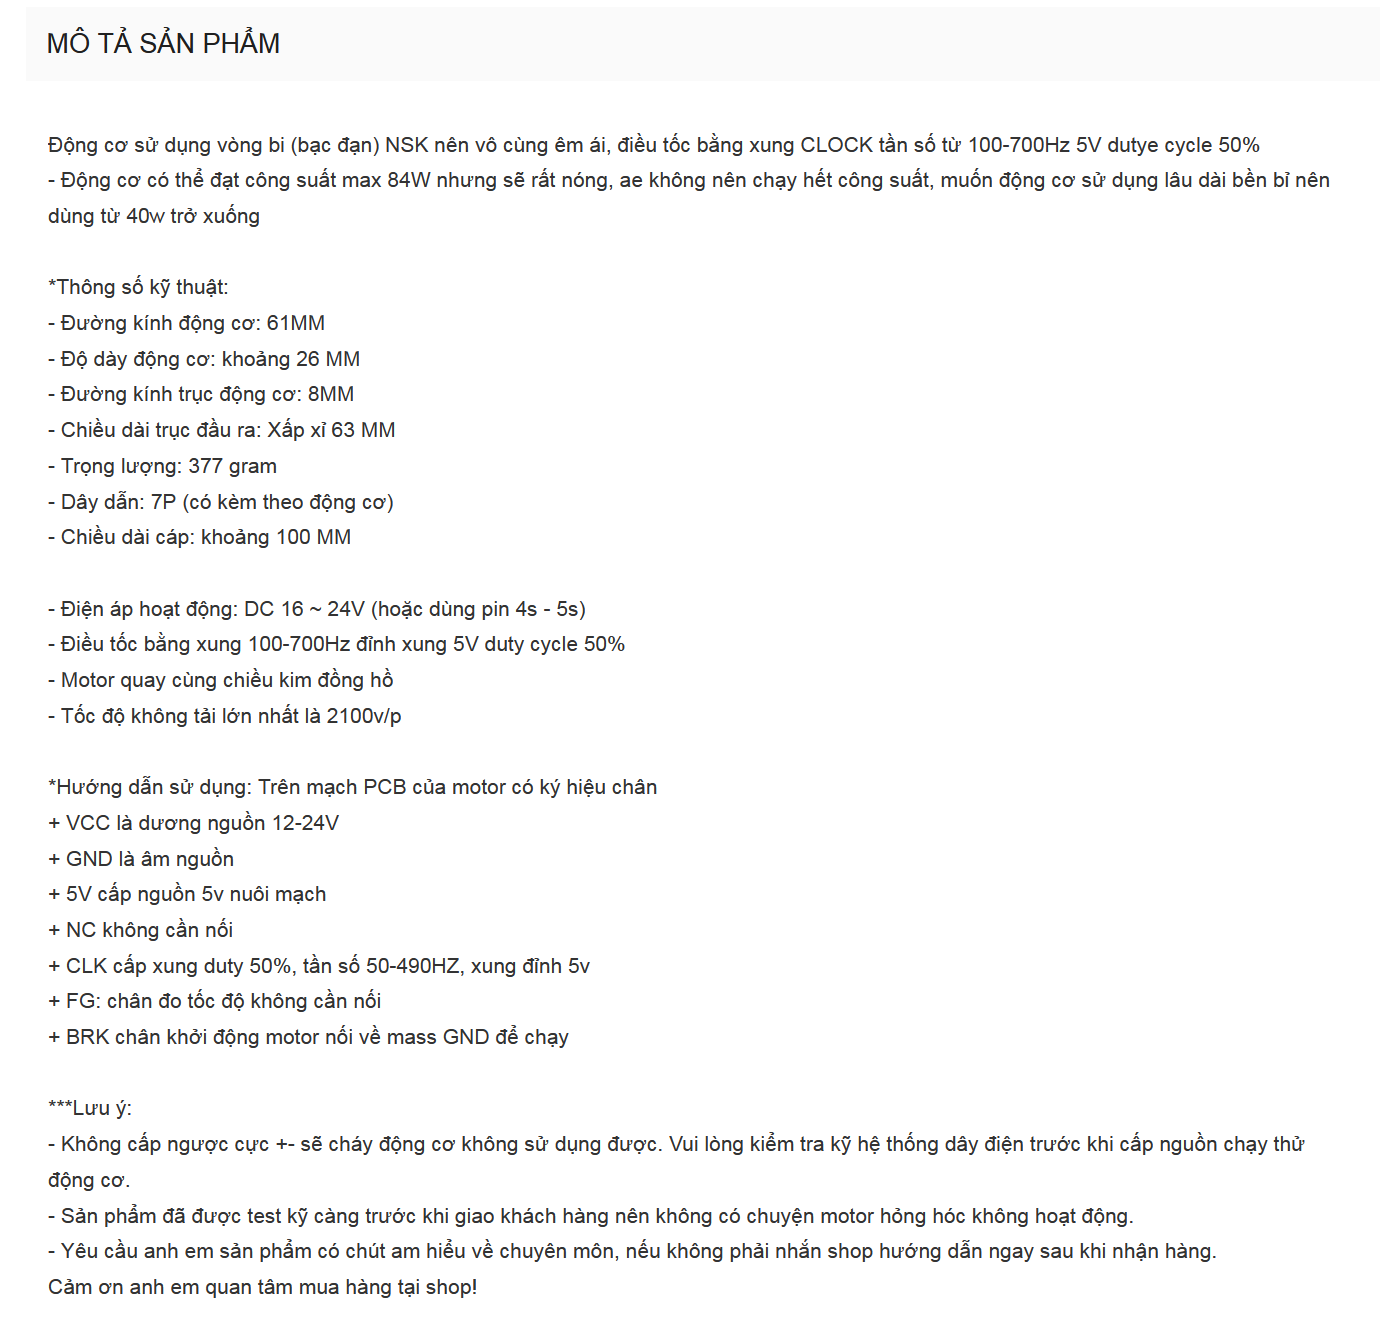 MÔ TẢ SẢN PHẨM
Động cơ sử dụng vòng bi (bạc đạn) NSK nên vô cùng êm ái, điều tốc bằng xung CLOCK tần số từ 100-700Hz 5V dutye cycle 50%
- Động cơ có thể đạt công suất max 84W nhưng sẽ rất nóng, ae không nên chạy hết công suất, muốn động cơ sử dụng lâu dài bền bỉ nên
dùng từ 40w trở xuống
*Thông số kỹ thuật:
- Đường kính động cơ: 61MM
- Độ dày động cơ: khoảng 26 MM
- Đường kính trục động cơ: 8MM
- Chiều dài trục đầu ra: Xấp xỉ 63 MM
- Trọng lượng: 377 gram
- Dây dẫn: 7P (có kèm theo động cơ)
- Chiều dài cáp: khoảng 100 MM
- Điện áp hoạt động: DC 16 ~ 24V (hoặc dùng pin 4s - 5s)
- Điều tốc bằng xung 100-700Hz đỉnh xung 5V duty cycle 50%
- Motor quay cùng chiều kim đồng hồ
- Tốc độ không tải lớn nhất là 2100v/p
*Hướng dẫn sử dụng: Trên mạch PCB của motor có ký hiệu chân
+ VCC là dương nguồn 12-24V
+ GND là âm nguồn
+ 5V cấp nguồn 5v nuôi mạch
+ NC không cần nối
+ CLK cấp xung duty 50%, tần số 50-490HZ, xung đỉnh 5v
+ FG: chân đo tốc độ không cần nối
+ BRK chân khởi động motor nối về mass GND để chạy
***Lưu ý:
- Không cấp ngược cực +- sẽ cháy động cơ không sử dụng được. Vui lòng kiểm tra kỹ hệ thống dây điện trước khi cấp nguồn chạy thử
động cơ.
- Sản phẩm đã được test kỹ càng trước khi giao khách hàng nên không có chuyện motor hỏng hóc không hoạt động.
- Yêu cầu anh em sản phẩm có chút am hiểu về chuyên môn, nếu không phải nhắn shop hướng dẫn ngay sau khi nhận hàng.
Cảm ơn anh em quan tâm mua hàng tại shop!